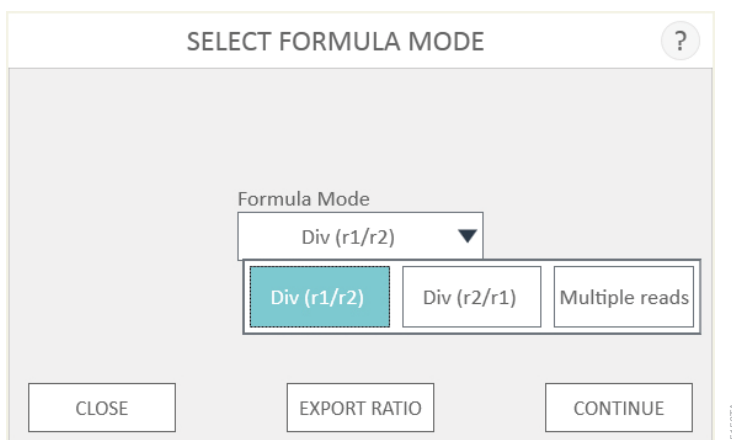 SELECT FORMULA MODE ?
Formula Mode
Div (r1/r2)
Div (r1/r2) Div (r2/r1) Multiple reads
CLOSE EXPORT RATIO CONTINUE